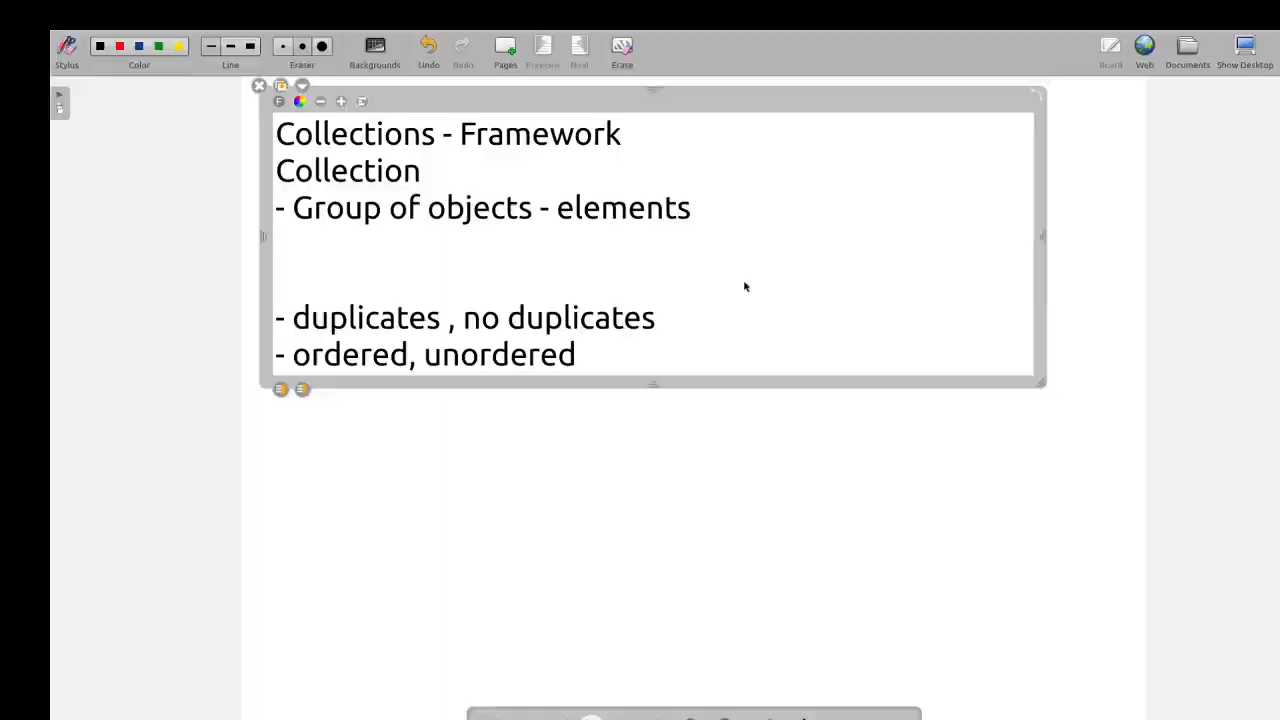 Stylus
Color
Line
Eraser
Backgrounds
Undo
Redo
Pages
Previous
Next
Erase
Board
Web
Documents
Show Desktop
Collections - Framework
Collection
- Group of objects - elements
- duplicates , no duplicates
- ordered, unordered